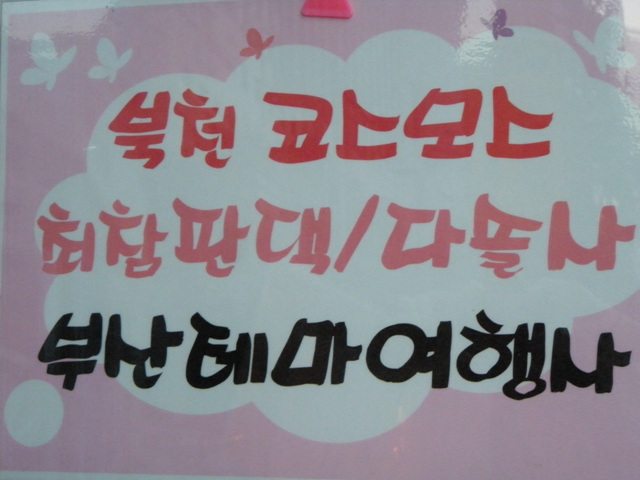 북천 코스모스
최참판댁/다솔사
부산테마여행사